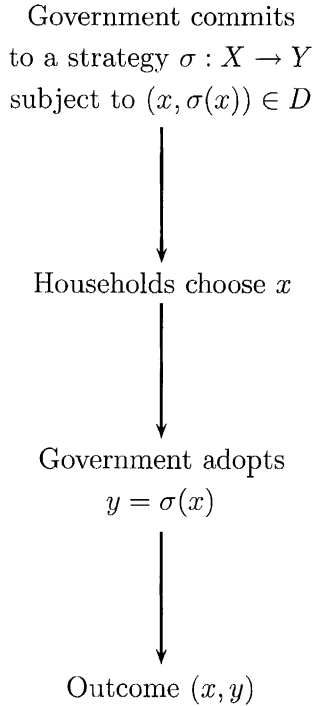 Government commits
to a strategy σ : X → Y
subject to (x, σ(x)) ∈ D
Households choose x
Government adopts
y = σ(x)
Outcome (x, y)